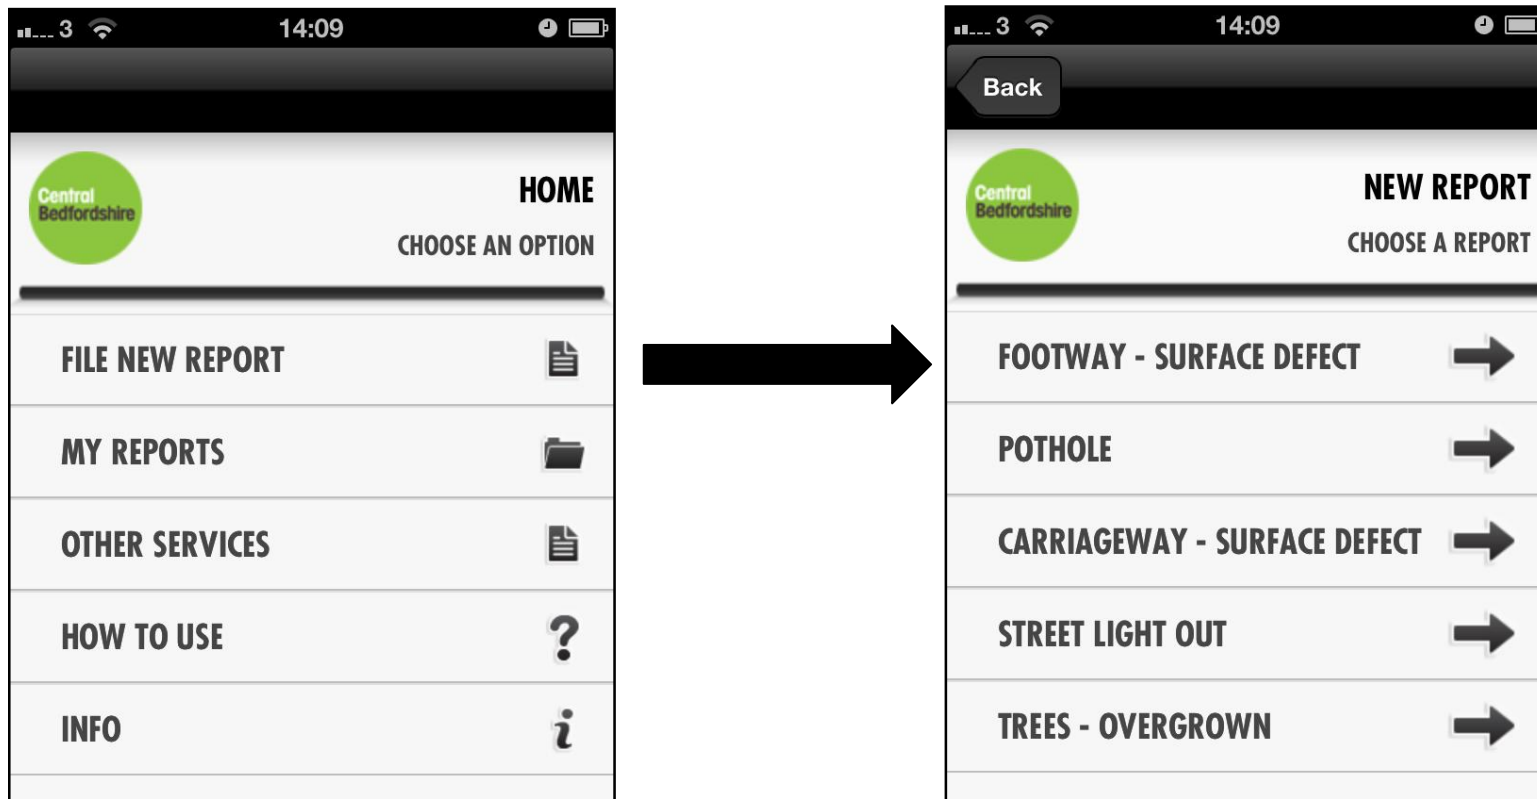 3 14:09
Central
Bedfordshire
HOME
CHOOSE AN OPTION
FILE NEW REPORT
MY REPORTS
OTHER SERVICES
HOW TO USE
INFO
3 14:09
Back
Central
Bedfordshire
NEW REPORT
CHOOSE A REPORT
FOOTWAY - SURFACE DEFECT
POTHOLE
CARRIAGEWAY - SURFACE DEFECT
STREET LIGHT OUT
TREES - OVERGROWN